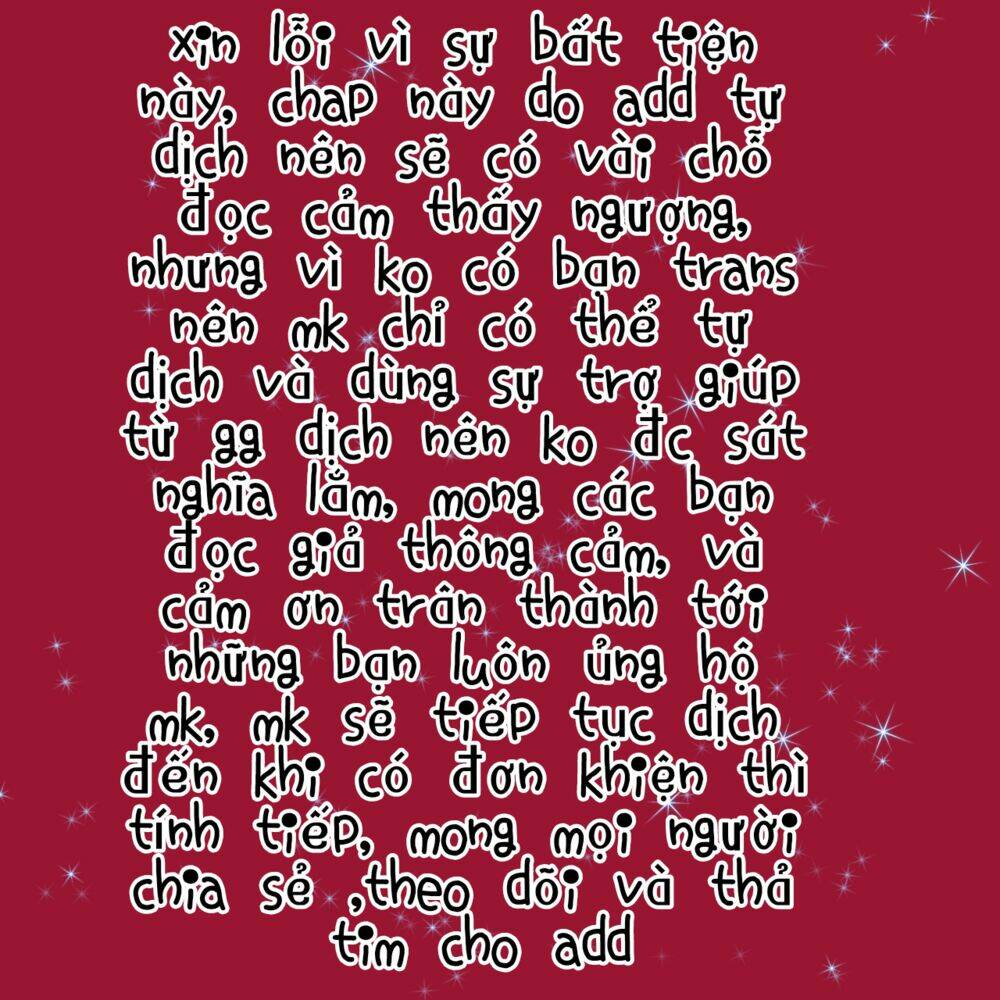 xin lỗi vì sự bất tiện
này, chap này do add tự
dịch nên sẽ có vài chỗ
đọc cảm thấy ngượng,
nhưng vì ko có bạn trans
nên mk chỉ có thể tự
dịch và dùng sự trợ giúp
từ gg dịch nên ko đc sát
nghĩa lắm, mong các bạn
đọc giả thông cảm, và
cảm ơn trân thành tới
những bạn luôn ủng hộ
mk, mk sẽ tiếp tục dịch
đến khi có đơn khiện thì
tính tiếp, mong mọi người
chia sẻ ,theo dõi và thả
tim cho add